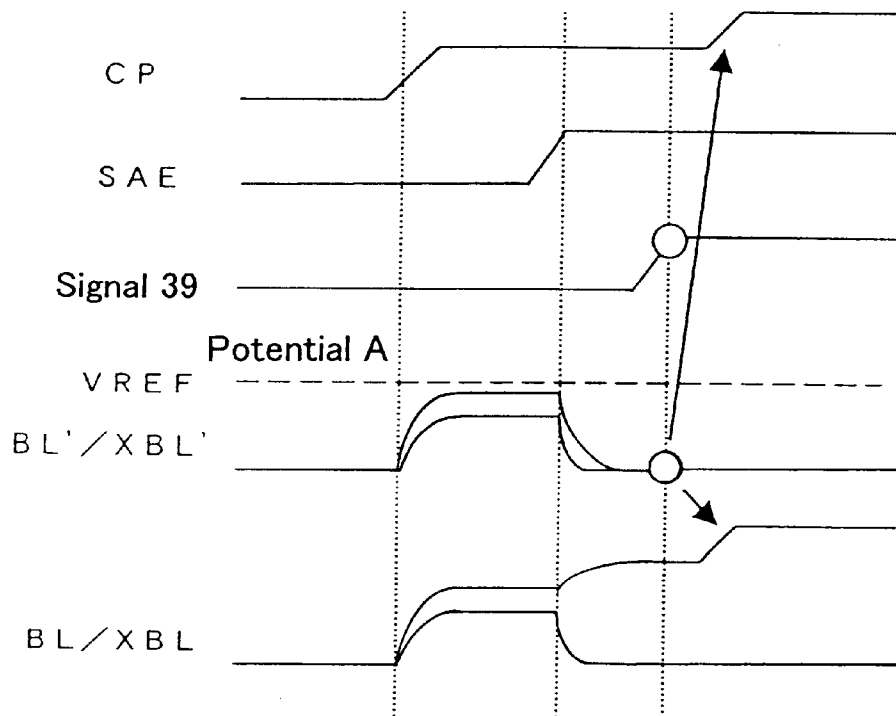 CP
SAE
Signal 39
Potential A
VREF
BL'/XBL'
BL/XBL